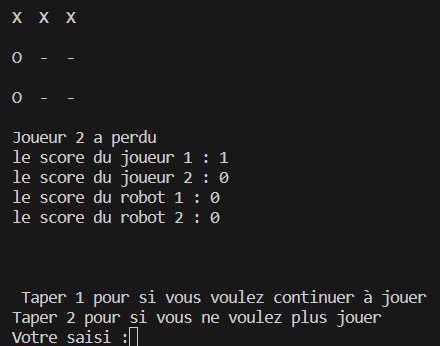 X X X
O - -
O - -
Joueur 2 a perdu
le score du joueur 1 : 1
le score du joueur 2 : 0
le score du robot 1 : 0
le score du robot 2 : 0
Taper 1 pour si vous voulez continuer à jouer
Taper 2 pour si vous ne voulez plus jouer
Votre saisi :